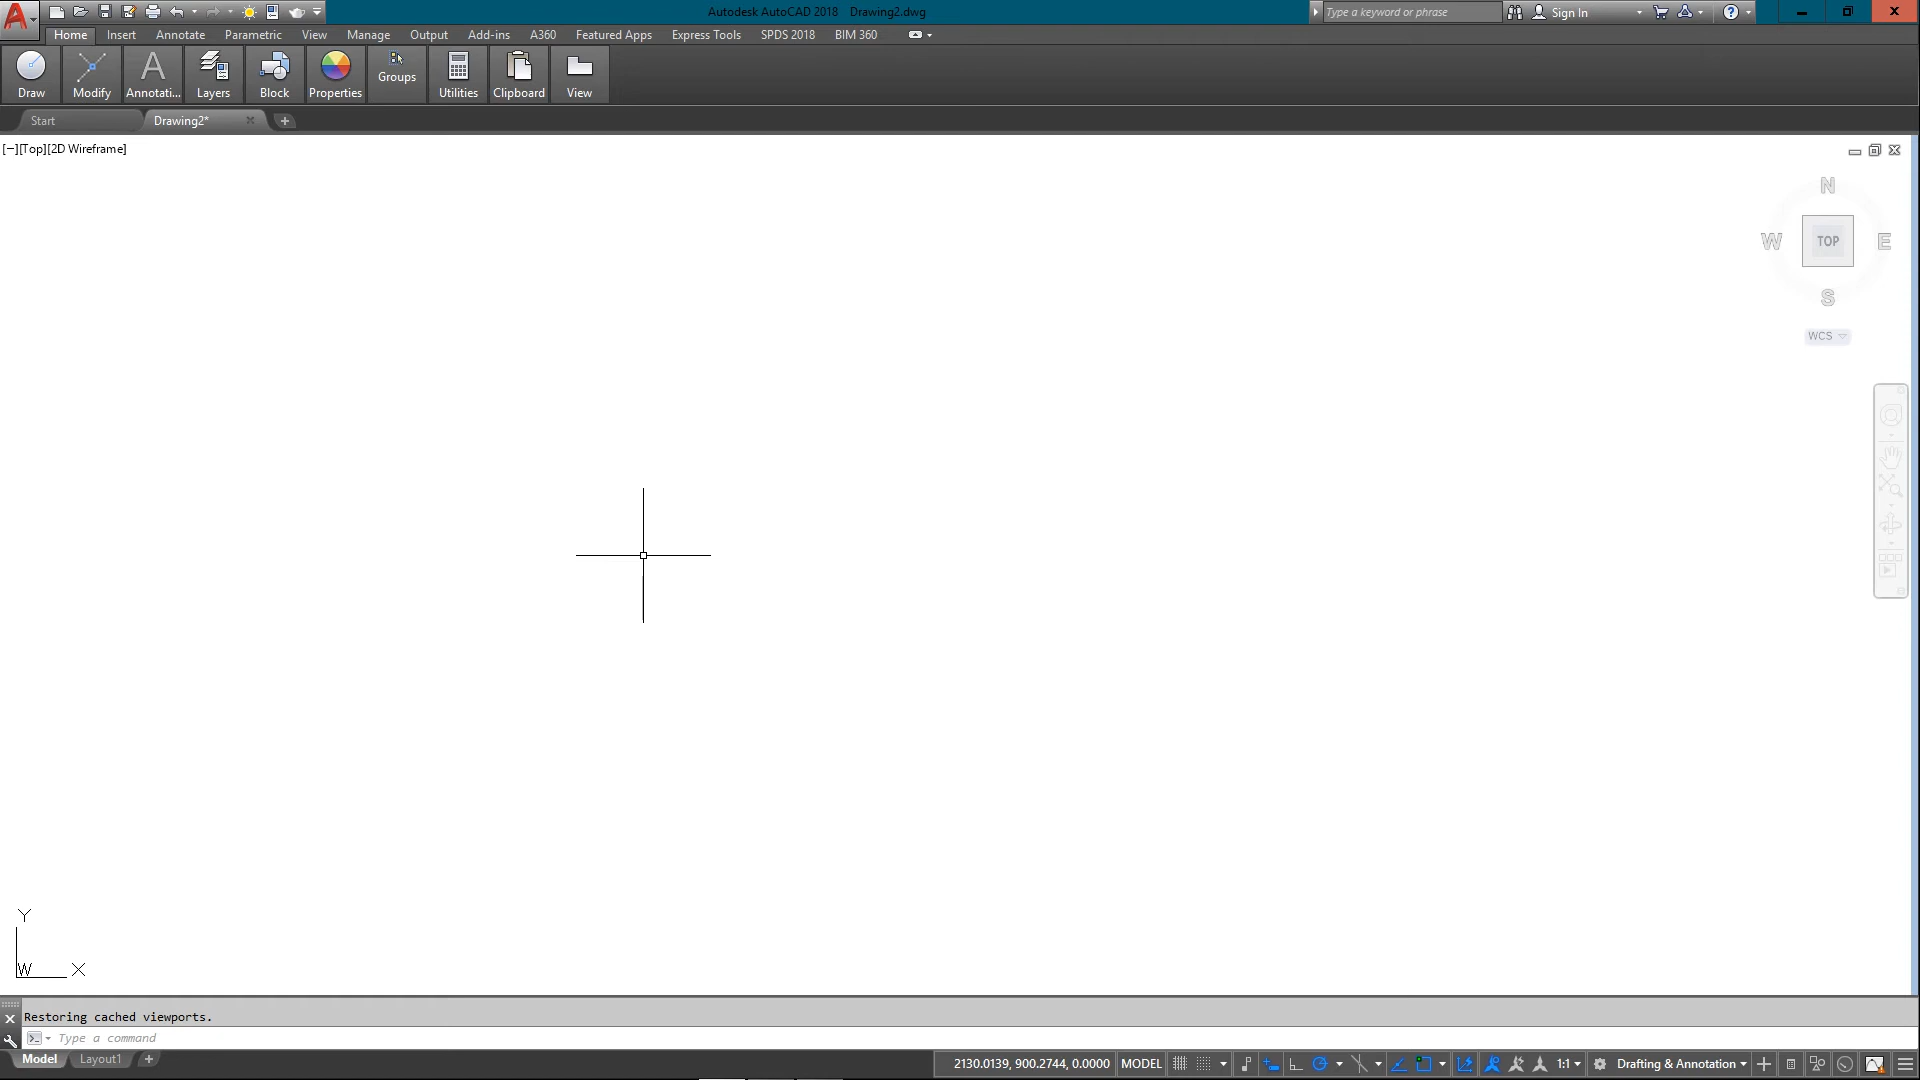 Autodesk AutoCAD 2018 Drawing2.dwg
Type a keyword or phrase
Sign In
Home Insert Annotate Parametric View Manage Output Add-ins A360 Featured Apps Express Tools SPDS 2018 BIM 360
Draw Modify Annotati... Layers Block Properties Groups Utilities Clipboard View
Start Drawing2*
[−][Top][2D Wireframe]
N
W TOP E
S
WCS
Y
W X
Restoring cached viewports.
Type a command
Model Layout1
2130.0139, 900.2744, 0.0000 MODEL 1:1 Drafting & Annotation